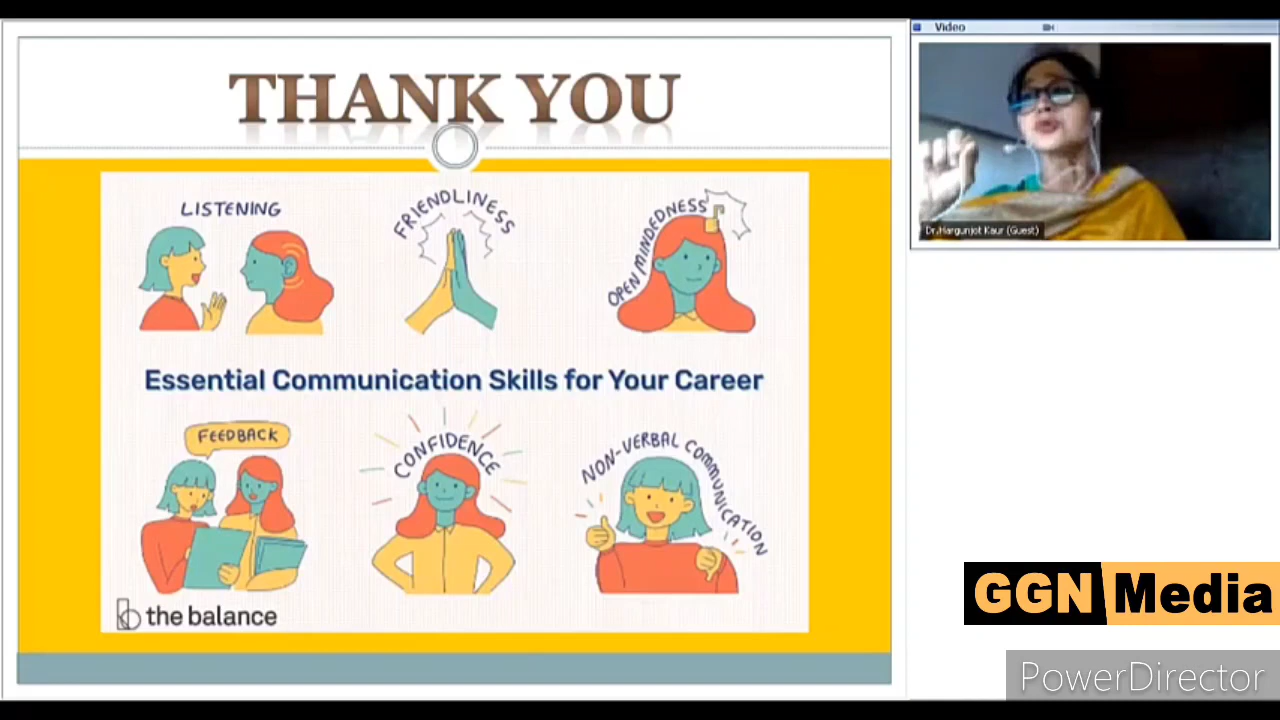 THANK YOU
LISTENING
FRIENDLINESS
OPEN MINDEDNESS
Essential Communication Skills for Your Career
FEEDBACK
CONFIDENCE
NON-VERBAL COMMUNICATION
the balance
Video
Dr.Hargunjot Kaur (Guest)
GGN Media
PowerDirector